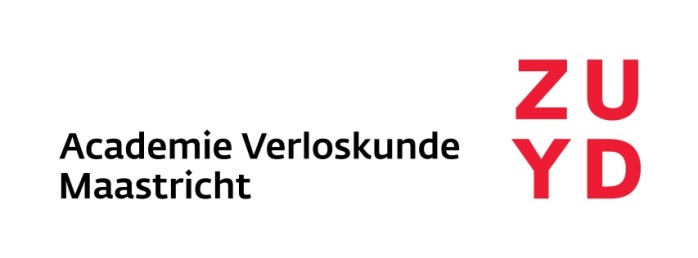 Academie Verloskunde
Maastricht
ZU
YD